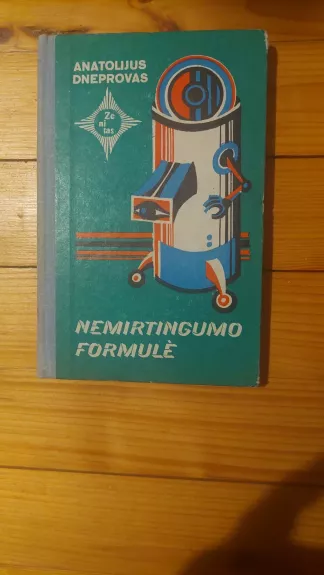 ANATOLIJUS
DNEPROVAS
Ze
ni
tas
NEMIRTINGUMO
FORMULĖ